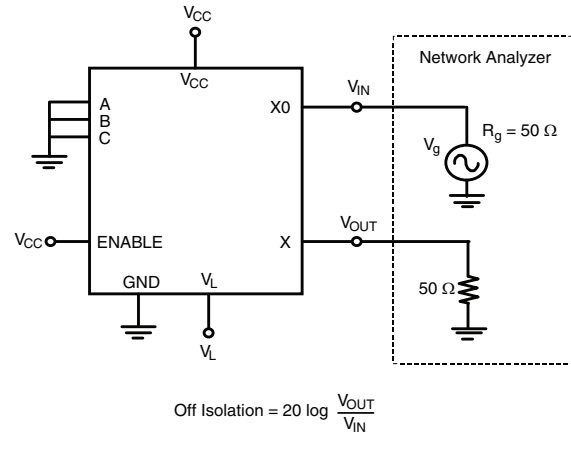 VCC
VCC
Network Analyzer
A
B
C
X0
VIN
Vg
Rg = 50 Ω
VCC
ENABLE
X
VOUT
GND
VL
50 Ω
VL
Off Isolation = 20 log VOUT
VIN